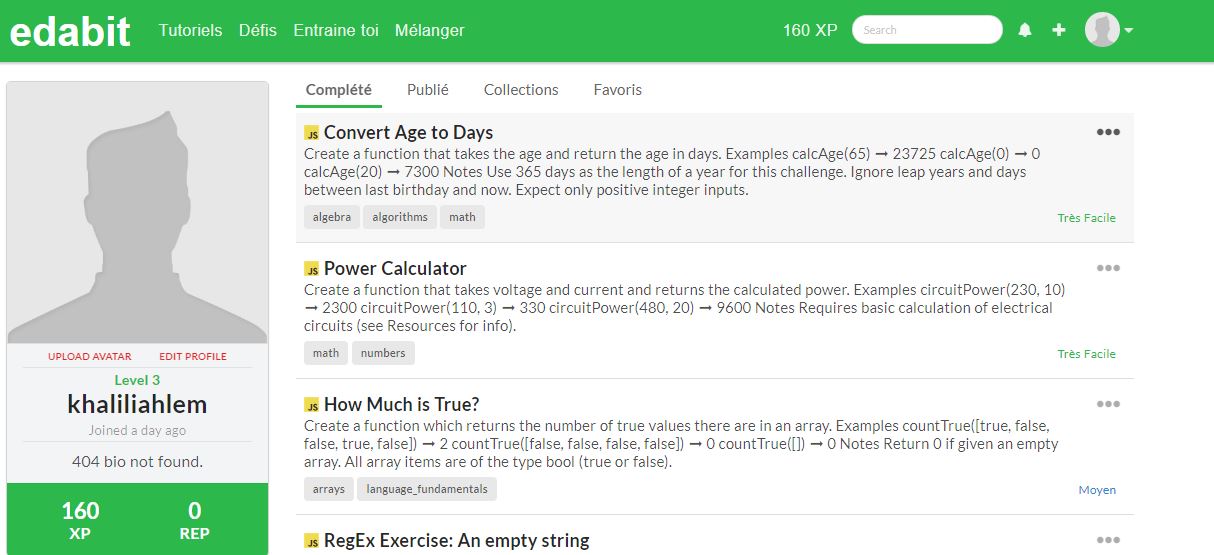 edabit
Tutoriels Défis Entraine toi Mélanger
160 XP
Search
UPLOAD AVATAR EDIT PROFILE
Level 3
khaliliahlem
Joined a day ago
404 bio not found.
160 0
XP REP
Complété Publié Collections Favoris
JS Convert Age to Days
Create a function that takes the age and return the age in days. Examples calcAge(65) → 23725 calcAge(0) → 0
calcAge(20) → 7300 Notes Use 365 days as the length of a year for this challenge. Ignore leap years and days
between last birthday and now. Expect only positive integer inputs.
algebra algorithms math
Très Facile
JS Power Calculator
Create a function that takes voltage and current and returns the calculated power. Examples circuitPower(230, 10)
→ 2300 circuitPower(110, 3) → 330 circuitPower(480, 20) → 9600 Notes Requires basic calculation of electrical
circuits (see Resources for info).
math numbers
Très Facile
JS How Much is True?
Create a function which returns the number of true values there are in an array. Examples countTrue([true, false,
false, true, false]) → 2 countTrue([false, false, false, false]) → 0 countTrue([]) → 0 Notes Return 0 if given an empty
array. All array items are of the type bool (true or false).
arrays language_fundamentals
Moyen
JS RegEx Exercise: An empty string